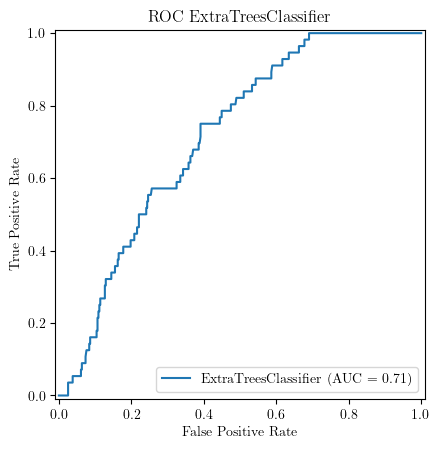 ROC ExtraTreesClassifier
1.0
0.8
0.6
0.4
0.2
0.0
True Positive Rate
ExtraTreesClassifier (AUC = 0.71)
0.0 0.2 0.4 0.6 0.8 1.0
False Positive Rate